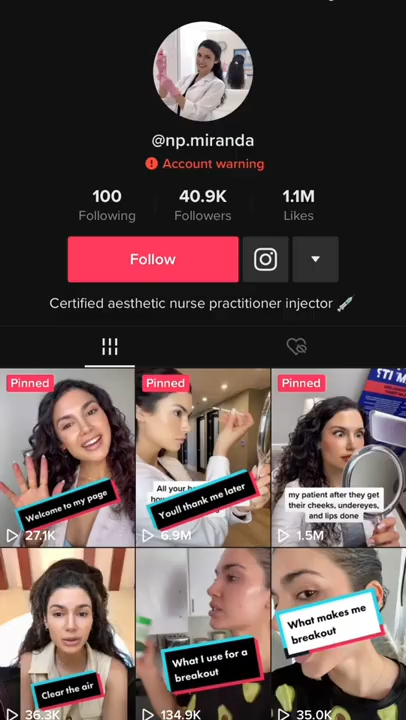 @np.miranda
Account warning
100 40.9K 1.1M
Following Followers Likes
Follow
Certified aesthetic nurse practitioner injector
Pinned
Welcome to my page
27.1K
Pinned
All your
Youll thank me later
6.9M
Pinned
my patient after they get
their cheeks, undereyes,
and lips done
1.5M
Clear the air
36.3K
What I use for a
breakout
134.9K
What makes me
breakout
35.0K